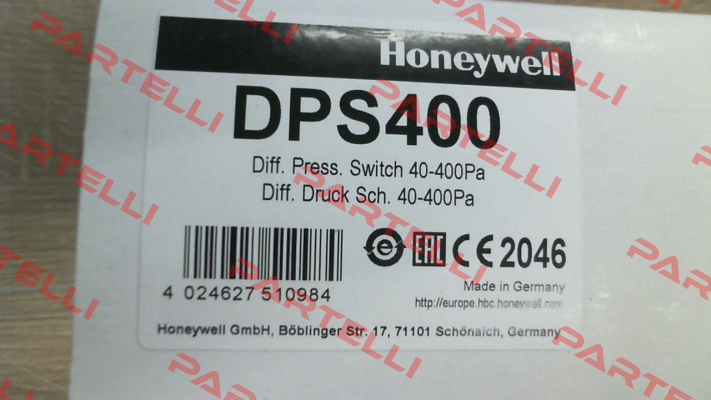 Honeywell
DPS400
Diff. Press. Switch 40-400Pa
Diff. Druck Sch. 40-400Pa
e EAC CE 2046
4 024627 510984
Made in Germany
http://europe.hbc.honeywell.com
Honeywell GmbH, Böblinger Str. 17, 71101 Schönaich, Germany
PARTELLI
PARTELLI
PARTELLI
PARTELLI
PARTELLI
PARTELLI
PARTELLI
PARTELLI
PARTELLI